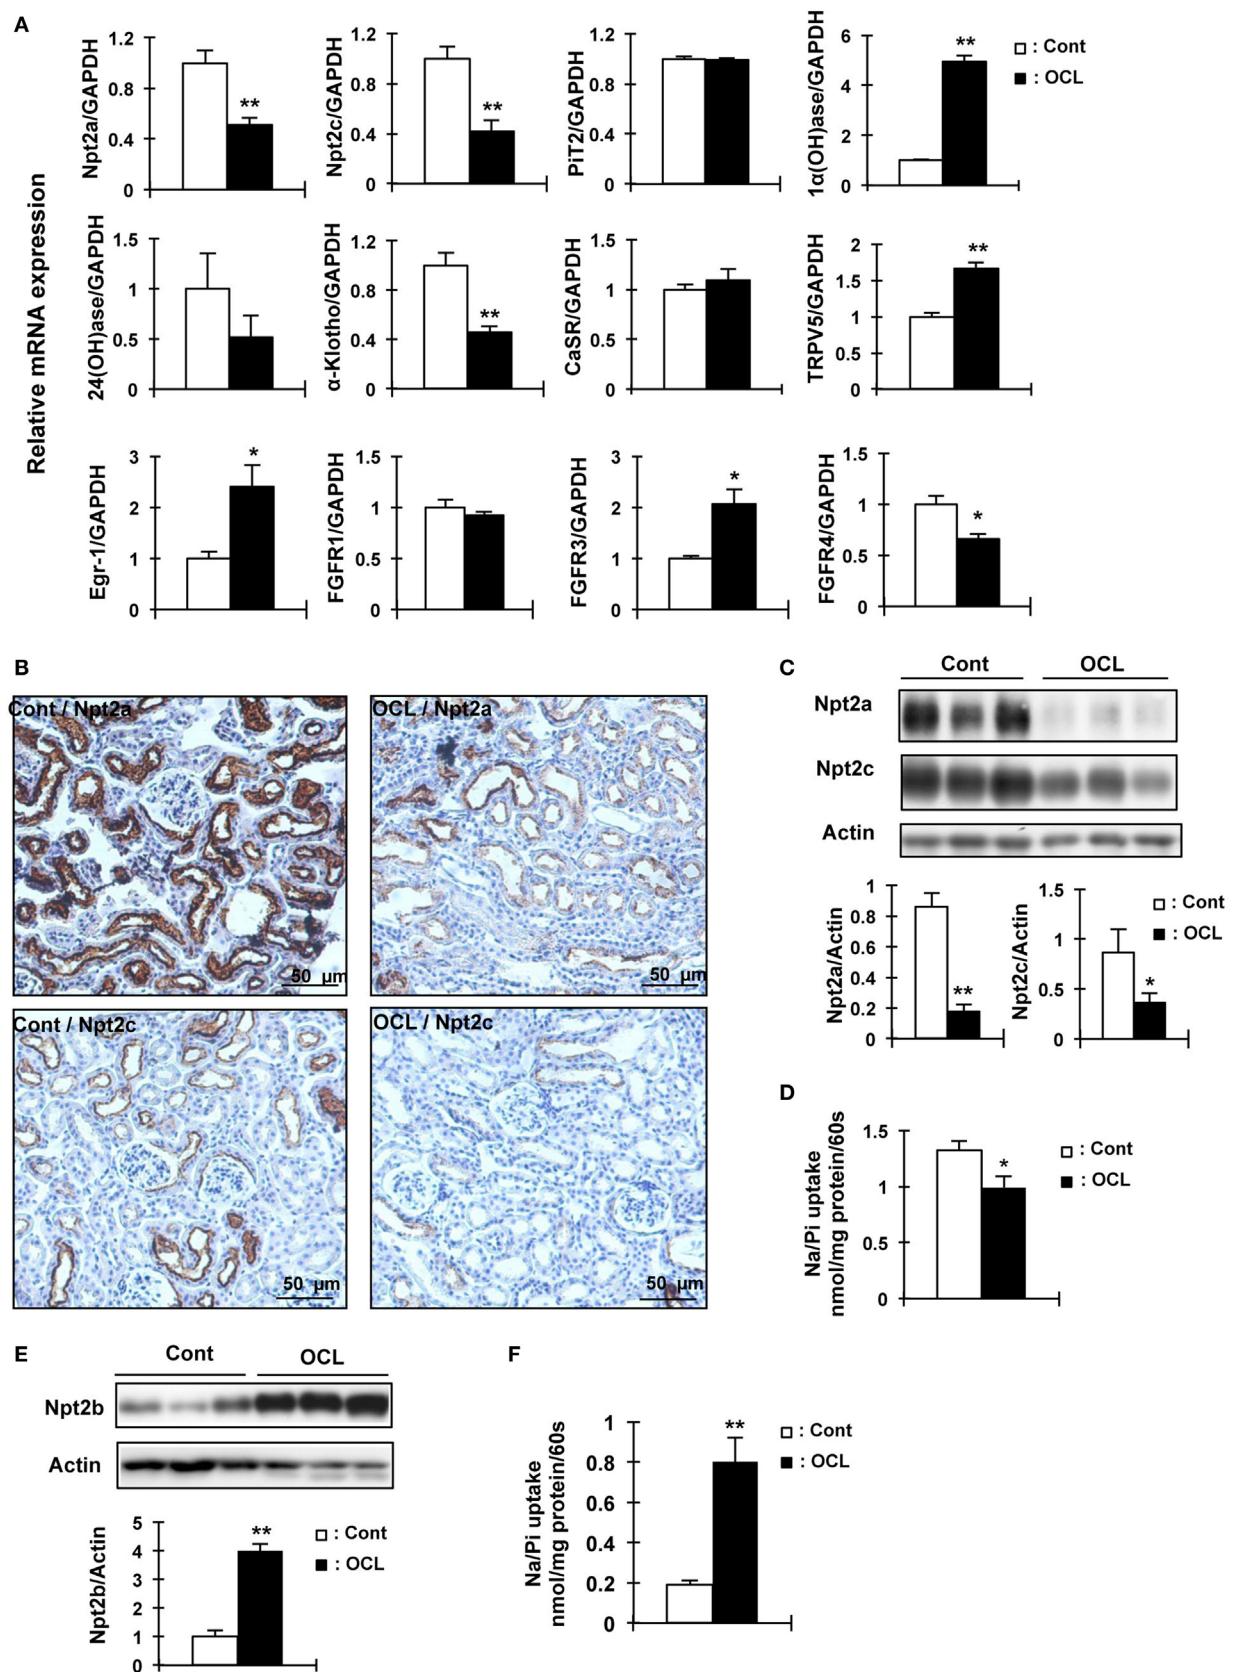 A
Relative mRNA expression
Npt2a/GAPDH
1.2
0.8
0.4
0
**
Npt2c/GAPDH
1.2
0.8
0.4
0
**
PiT2/GAPDH
1.2
0.8
0.4
0
1α(OH)ase/GAPDH
6
4
2
0
**
: Cont
: OCL
24(OH)ase/GAPDH
1.5
1
0.5
0
α-Klotho/GAPDH
1.2
0.8
0.4
0
**
CaSR/GAPDH
1.5
1
0.5
0
TRPV5/GAPDH
2
1.5
1
0.5
0
**
Egr-1/GAPDH
3
2
1
0
*
FGFR1/GAPDH
1.5
1
0.5
0
FGFR3/GAPDH
3
2
1
0
*
FGFR4/GAPDH
1.5
1
0.5
0
*
B
Cont / Npt2a
50 μm
OCL / Npt2a
50 μm
Cont / Npt2c
50 μm
OCL / Npt2c
50 μm
C
Cont OCL
Npt2a
Npt2c
Actin
Npt2a/Actin
1
0.8
0.6
0.4
0.2
0
**
Npt2c/Actin
1.5
1
0.5
0
*
: Cont
: OCL
D
Na/Pi uptake
nmol/mg protein/60s
1.5
1
0.5
0
*
: Cont
: OCL
E
Cont OCL
Npt2b
Actin
Npt2b/Actin
5
4
3
2
1
0
**
: Cont
: OCL
F
Na/Pi uptake
nmol/mg protein/60s
1
0.8
0.6
0.4
0.2
0
**
: Cont
: OCL